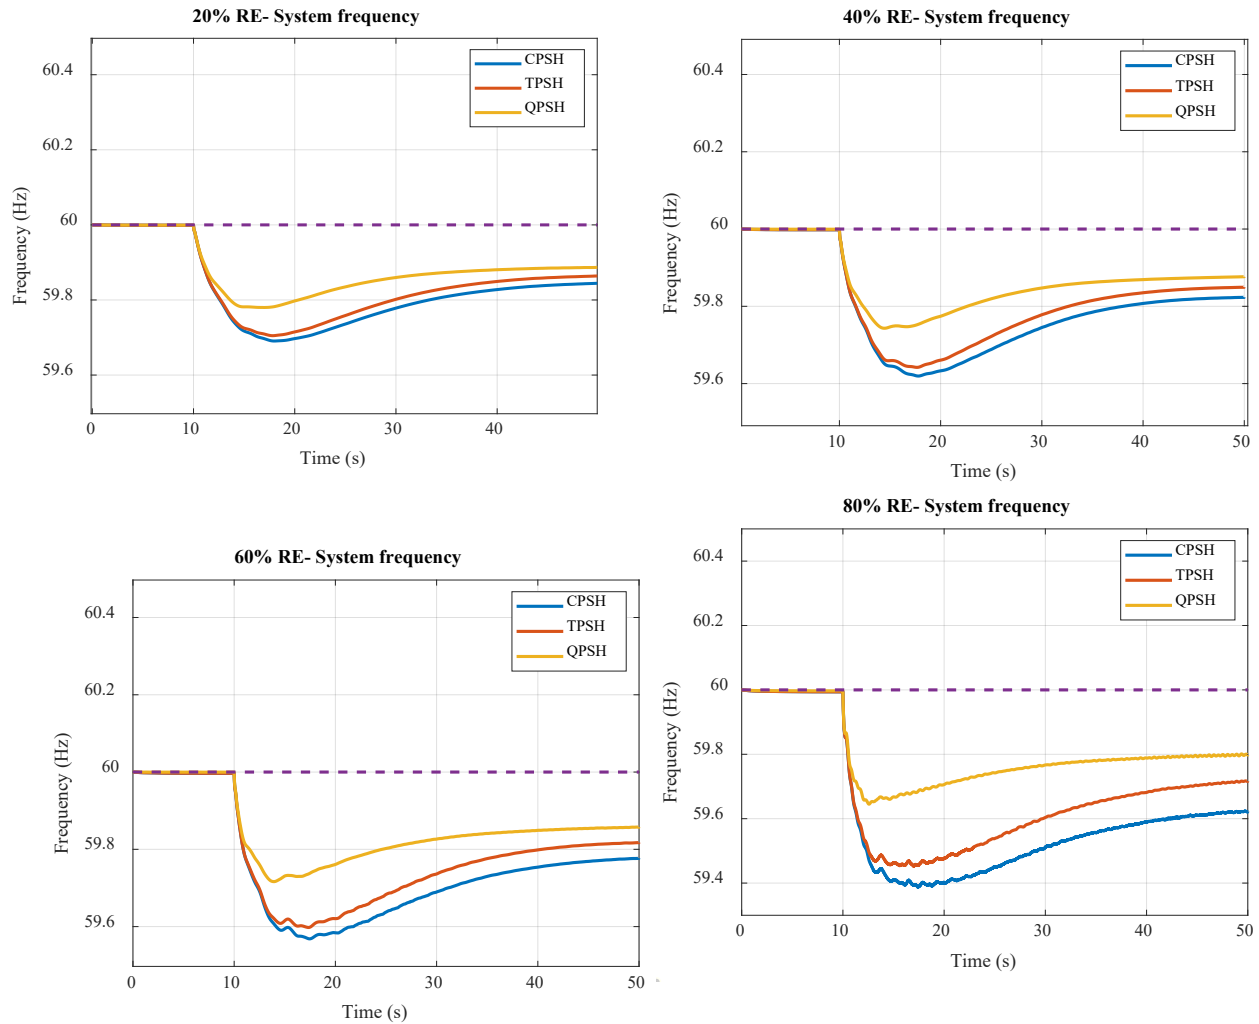 20% RE- System frequency
60.4
60.2
60
59.8
59.6
0
10
20
30
40
Frequency (Hz)
Time (s)
CPSH
TPSH
QPSH
40% RE- System frequency
60.4
60.2
60
59.8
59.6
10
20
30
40
50
Frequency (Hz)
Time (s)
CPSH
TPSH
QPSH
60% RE- System frequency
60.4
60.2
60
59.8
59.6
0
10
20
30
40
50
Frequency (Hz)
Time (s)
CPSH
TPSH
QPSH
80% RE- System frequency
60.4
60.2
60
59.8
59.6
59.4
0
10
20
30
40
50
Frequency (Hz)
Time (s)
CPSH
TPSH
QPSH